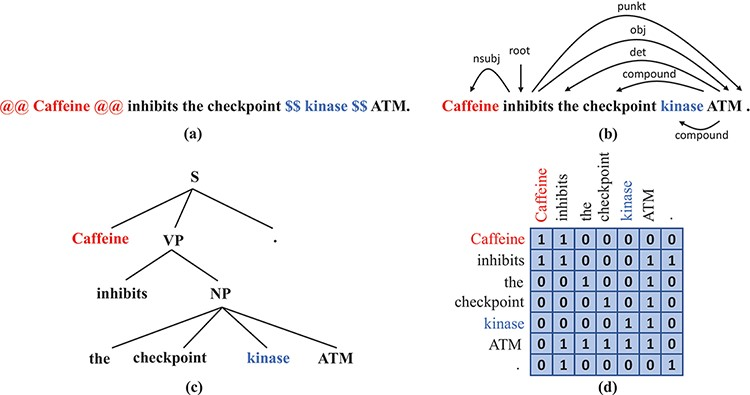 @@ Caffeine @@ inhibits the checkpoint $$ kinase $$ ATM.
(a)
punkt
obj
det
nsubj root
compound
Caffeine inhibits the checkpoint kinase ATM .
compound
(b)
S
Caffeine VP .
inhibits NP
the checkpoint kinase ATM
(c)
Caffeine inhibits the checkpoint kinase ATM .
Caffeine 1 1 0 0 0 0 0
inhibits 1 1 0 0 0 1 1
the 0 0 1 0 0 1 0
checkpoint 0 0 0 1 0 1 0
kinase 0 0 0 0 1 1 0
ATM 0 1 1 1 1 1 0
. 0 1 0 0 0 0 1
(d)